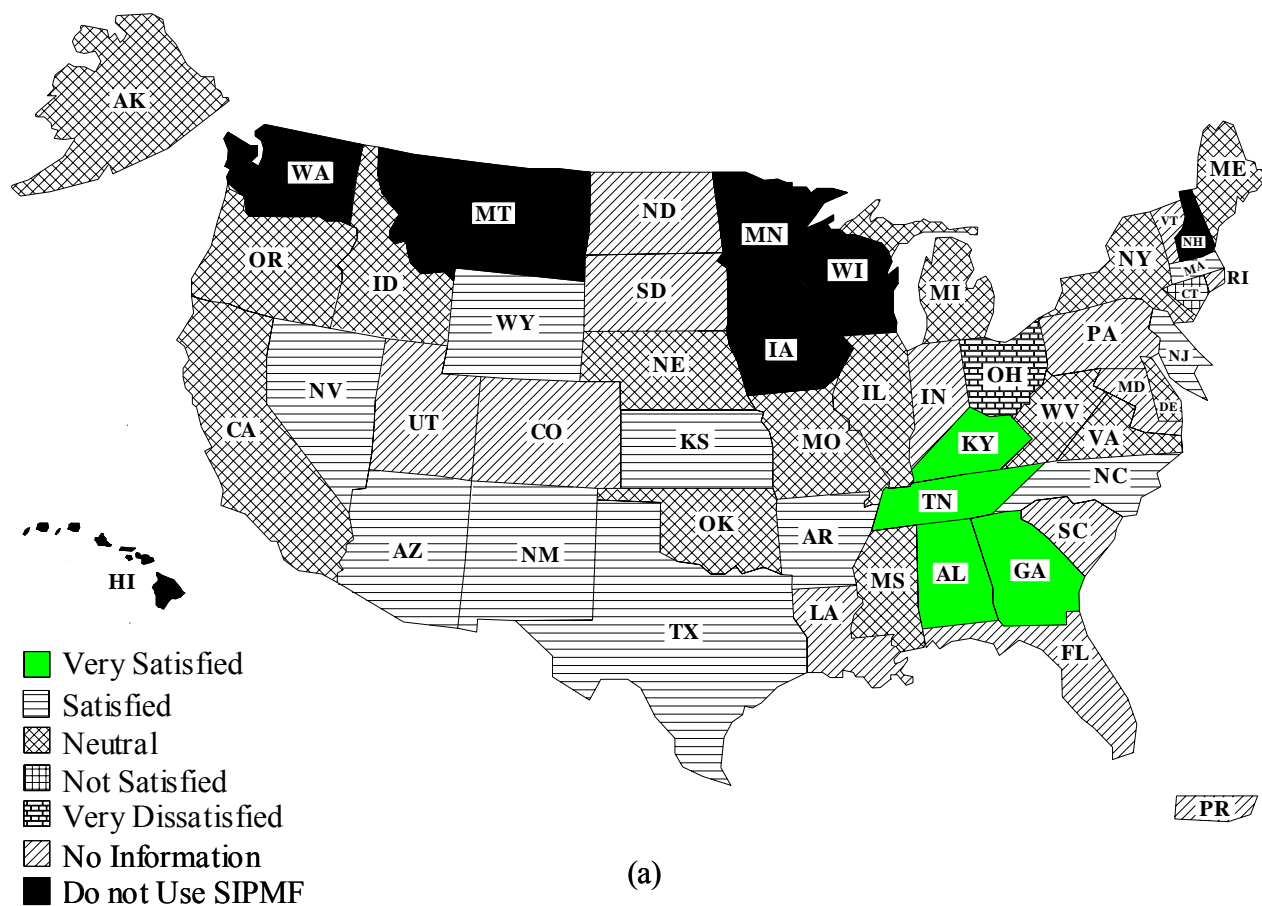 AK
WA
MT
ND
MN
ME
VT
NH
OR
ID
SD
WI
MI
NY
MA
RI
CT
WY
IA
PA
NJ
NE
OH
NV
IL
IN
MD
DE
UT
CO
CA
KS
MO
KY
WV
VA
NC
TN
AZ
NM
OK
AR
SC
HI
MS
AL
GA
LA
TX
FL
PR
Very Satisfied
Satisfied
Neutral
Not Satisfied
Very Dissatisfied
No Information
Do not Use SIPMF
(a)